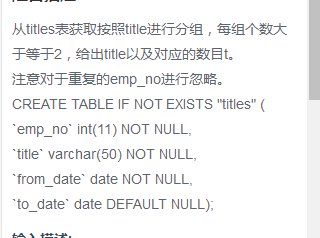 从titles表获取按照title进行分组，每组个数大
于等于2，给出title以及对应的数目t。
注意对于重复的emp_no进行忽略。
CREATE TABLE IF NOT EXISTS "titles" (
`emp_no` int(11) NOT NULL,
`title` varchar(50) NOT NULL,
`from_date` date NOT NULL,
`to_date` date DEFAULT NULL);
输入描述: